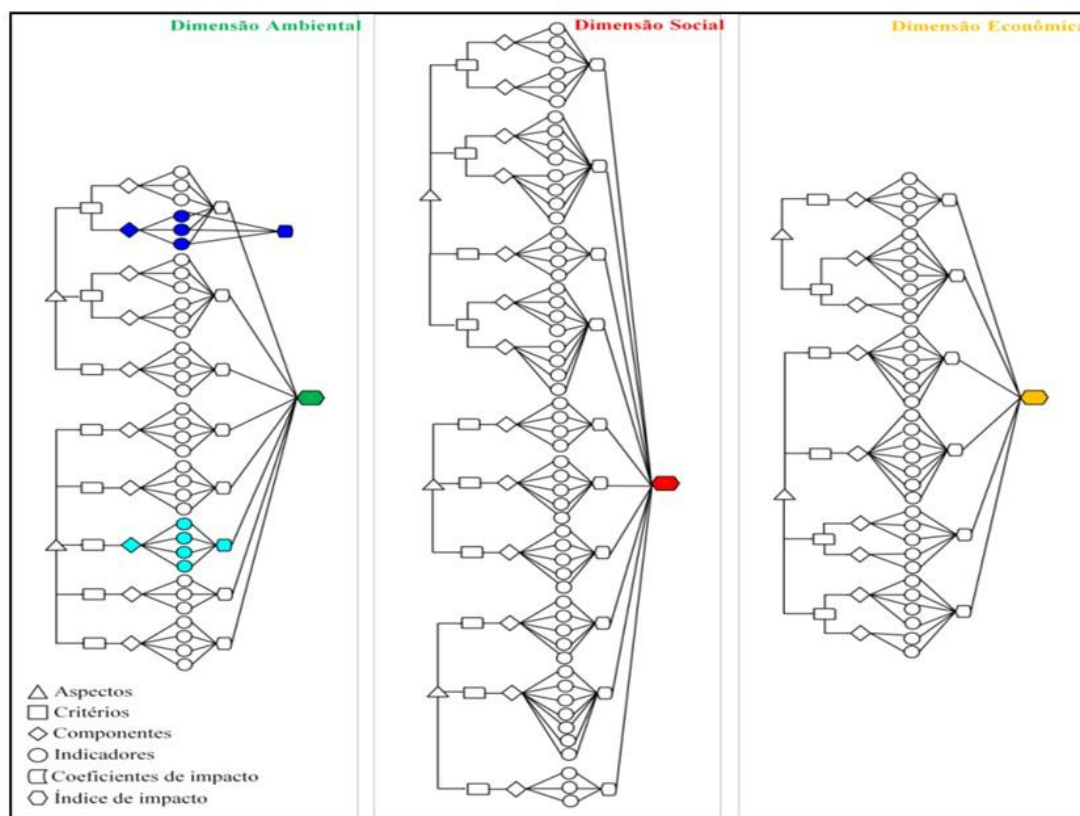 Dimensão Ambiental
Dimensão Social
Dimensão Econômica
Aspectos
Critérios
Componentes
Indicadores
Coeficientes de impacto
Índice de impacto